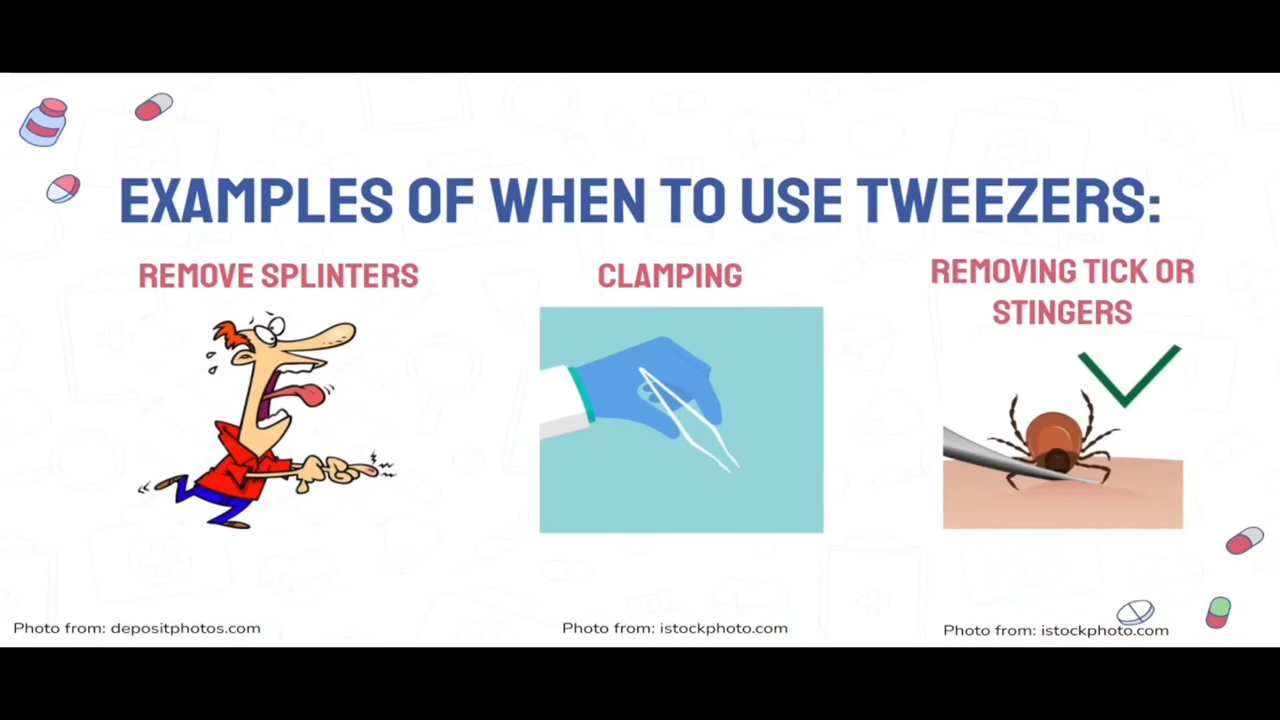 EXAMPLES OF WHEN TO USE TWEEZERS:
REMOVE SPLINTERS
CLAMPING
REMOVING TICK OR
STINGERS
Photo from: depositphotos.com
Photo from: istockphoto.com
Photo from: istockphoto.com